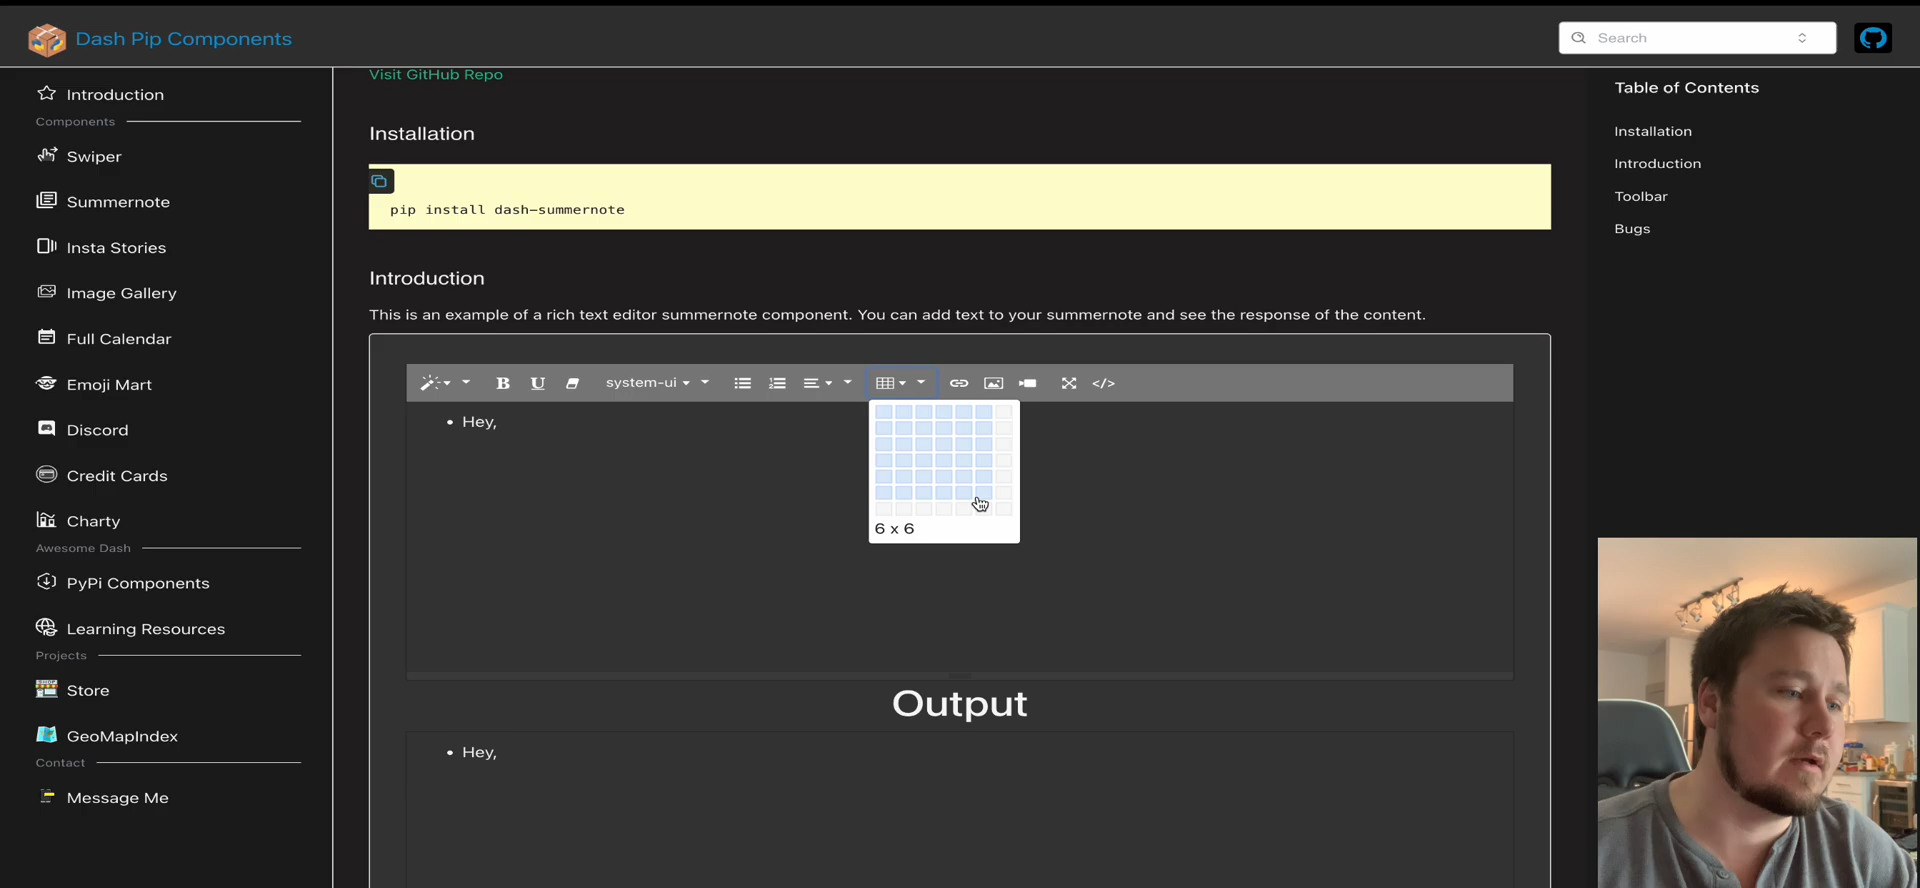 Dash Pip Components
Search
Introduction
Components
Swiper
Summernote
Insta Stories
Image Gallery
Full Calendar
Emoji Mart
Discord
Credit Cards
Charty
Awesome Dash
PyPi Components
Learning Resources
Projects
Store
GeoMapIndex
Contact
Message Me
Visit GitHub Repo
Installation
pip install dash-summernote
Introduction
This is an example of a rich text editor summernote component. You can add text to your summernote and see the response of the content.
B U system-ui </>
• Hey,
6 x 6
Output
• Hey,
Table of Contents
Installation
Introduction
Toolbar
Bugs